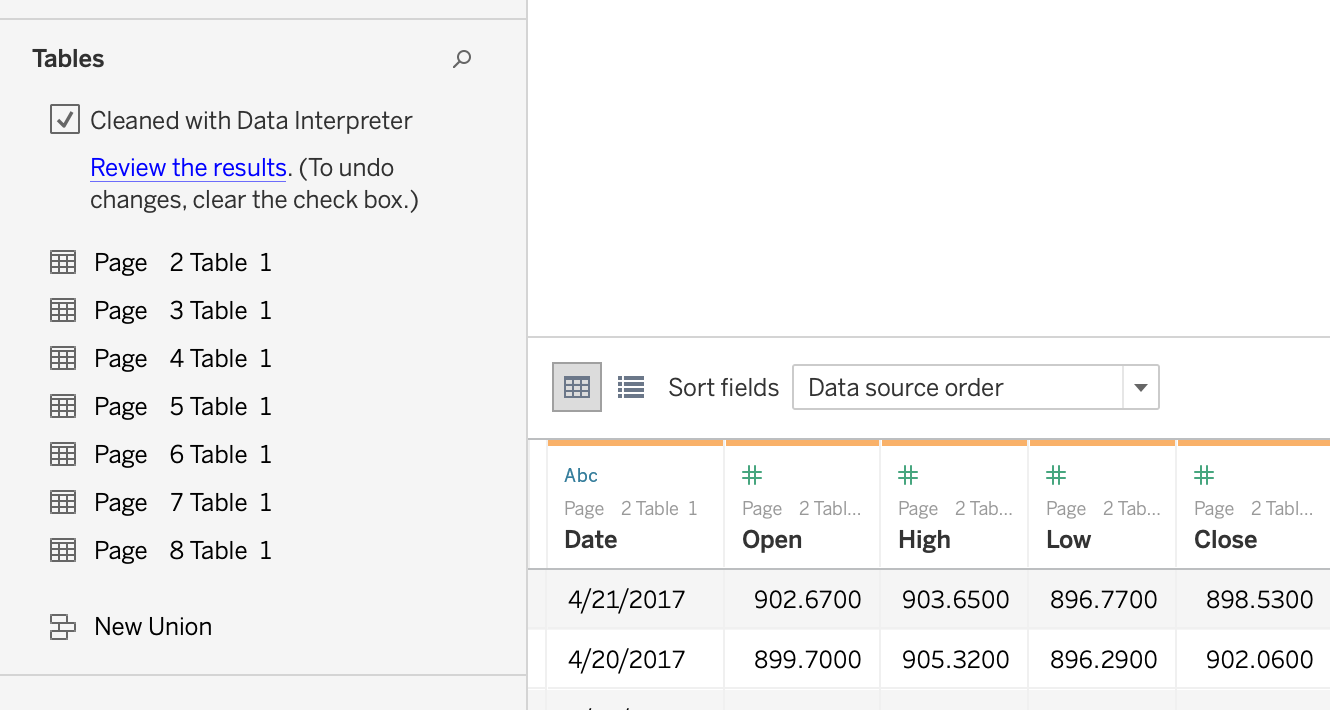 Tables
Cleaned with Data Interpreter
Review the results. (To undo
changes, clear the check box.)
Page 2 Table 1
Page 3 Table 1
Page 4 Table 1
Page 5 Table 1
Page 6 Table 1
Page 7 Table 1
Page 8 Table 1
New Union
Sort fields Data source order
Abc # # # #
Page 2 Table 1 Page 2 Tabl... Page 2 Tab... Page 2 Tab... Page 2 Tabl...
Date Open High Low Close
4/21/2017 902.6700 903.6500 896.7700 898.5300
4/20/2017 899.7000 905.3200 896.2900 902.0600